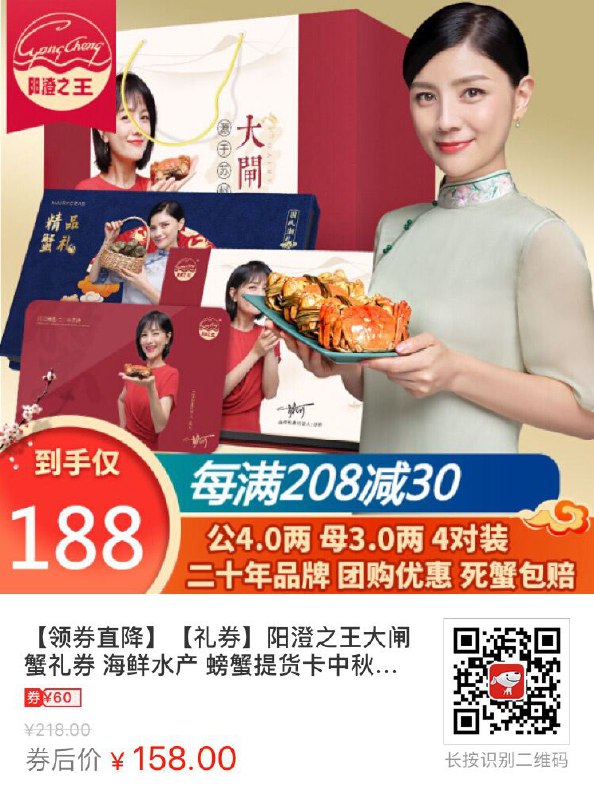 Gong Cheng
阳澄之王
大闸
源于苏
精品
蟹礼
到手仅
188
每满208减30
公4.0两 母3.0两 4对装
二十年品牌 团购优惠 死蟹包赔
【领券直降】【礼券】阳澄之王大闸
蟹礼券 海鲜水产 螃蟹提货卡中秋...
券 ¥60
¥218.00
券后价 ¥ 158.00
长按识别二维码